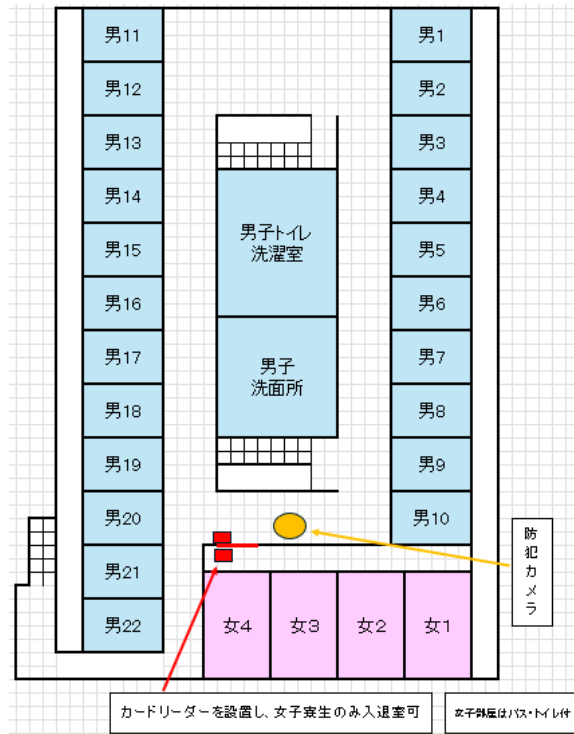 男11
男1
男12
男2
男13
男3
男14
男4
男子トイレ
洗濯室
男15
男5
男16
男6
男17
男7
男子
洗面所
男18
男8
男19
男9
男20
男10
防犯カメラ
男21
男22
女4
女3
女2
女1
カードリーダーを設置し、女子寮生のみ入退室可
女子部屋はバス・トイレ付